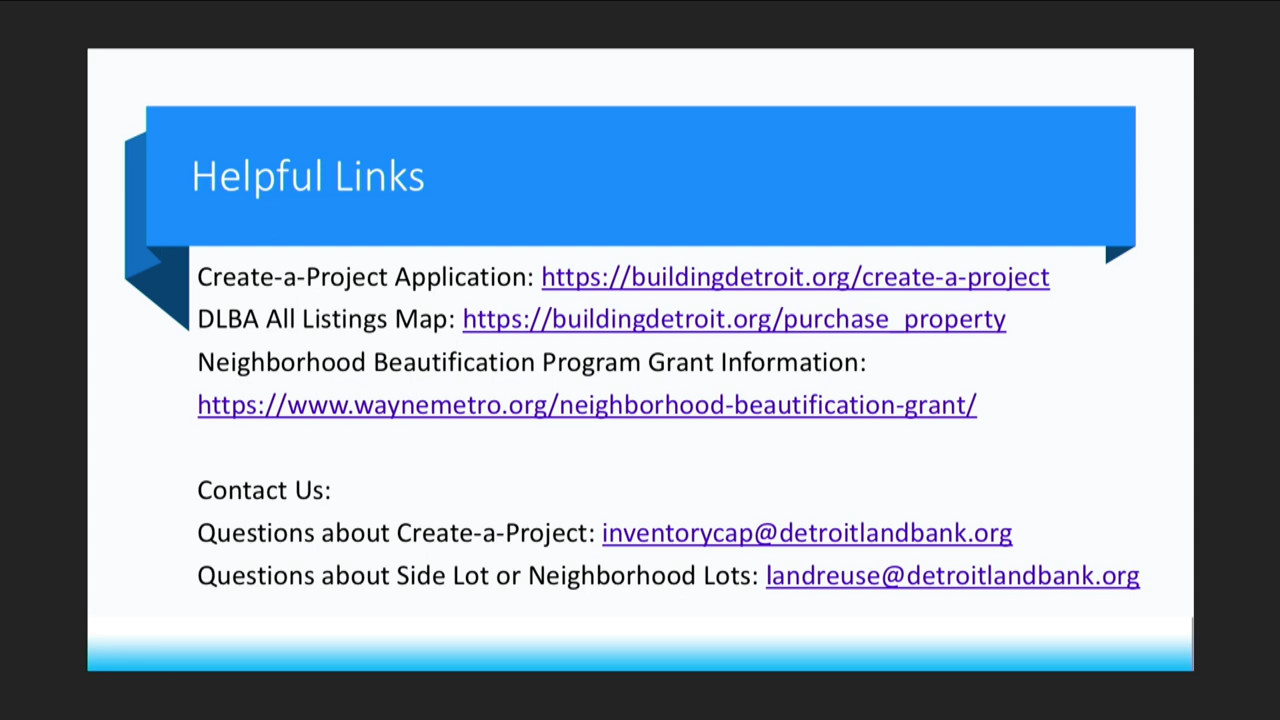 Helpful Links
Create-a-Project Application: https://buildingdetroit.org/create-a-project
DLBA All Listings Map: https://buildingdetroit.org/purchase_property
Neighborhood Beautification Program Grant Information:
https://www.waynemetro.org/neighborhood-beautification-grant/
Contact Us:
Questions about Create-a-Project: inventorycap@detroitlandbank.org
Questions about Side Lot or Neighborhood Lots: landreuse@detroitlandbank.org